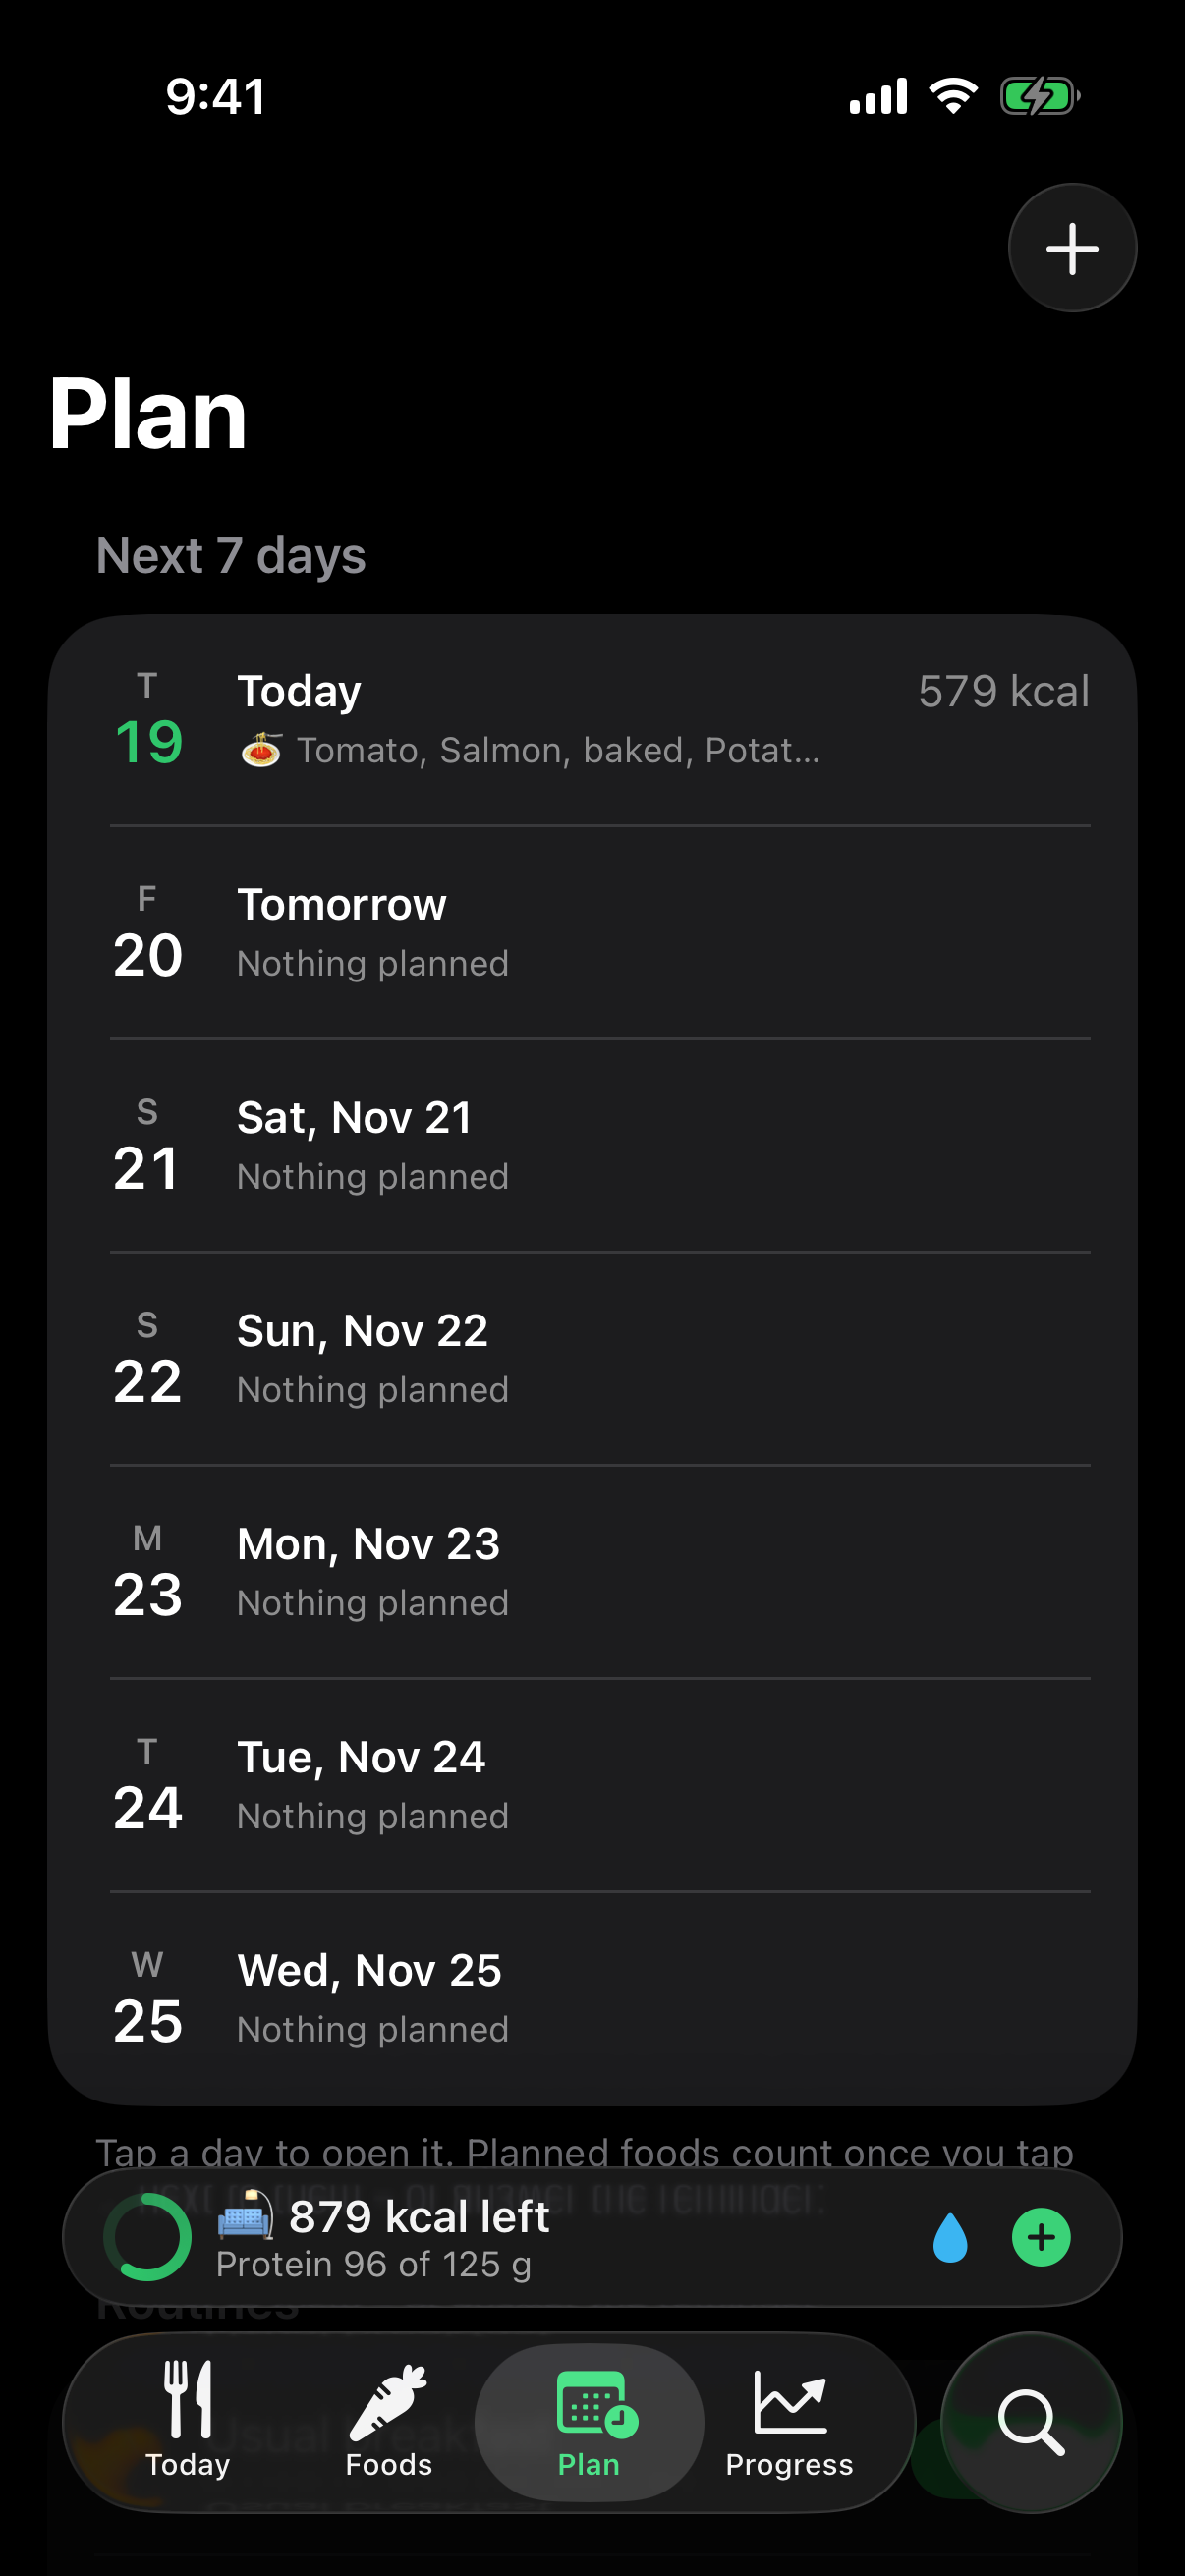 9:41
Plan
Next 7 days
T
19
Today
579 kcal
Tomato, Salmon, baked, Potat...
F
20
Tomorrow
Nothing planned
S
21
Sat, Nov 21
Nothing planned
S
22
Sun, Nov 22
Nothing planned
M
23
Mon, Nov 23
Nothing planned
T
24
Tue, Nov 24
Nothing planned
W
25
Wed, Nov 25
Nothing planned
Tap a day to open it. Planned foods count once you tap
879 kcal left
Protein 96 of 125 g
Routines
Today
Foods
Plan
Progress